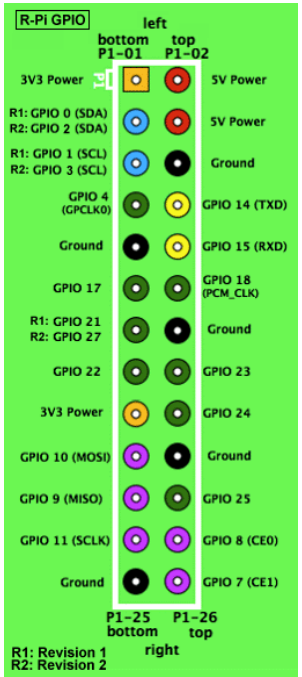 R-Pi GPIO
left
bottom top
P1-01 P1-02
3V3 Power P1 5V Power
R1: GPIO 0 (SDA)
R2: GPIO 2 (SDA) 5V Power
R1: GPIO 1 (SCL)
R2: GPIO 3 (SCL) Ground
GPIO 4
(GPCLK0) GPIO 14 (TXD)
Ground GPIO 15 (RXD)
GPIO 17 GPIO 18
(PCM_CLK)
R1: GPIO 21
R2: GPIO 27 Ground
GPIO 22 GPIO 23
3V3 Power GPIO 24
GPIO 10 (MOSI) Ground
GPIO 9 (MISO) GPIO 25
GPIO 11 (SCLK) GPIO 8 (CE0)
Ground GPIO 7 (CE1)
P1-25 P1-26
bottom top
right
R1: Revision 1
R2: Revision 2